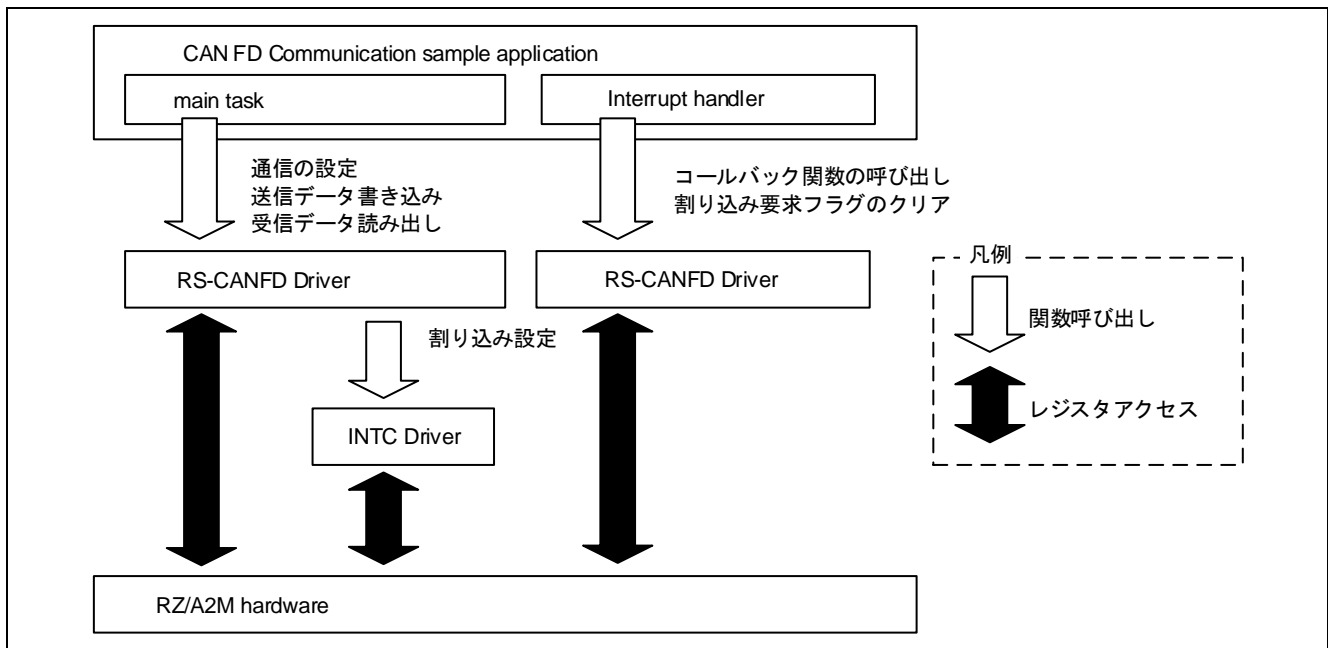 CAN FD Communication sample application
main task
Interrupt handler
通信の設定
送信データ書き込み
受信データ読み出し
コールバック関数の呼び出し
割り込み要求フラグのクリア
RS-CANFD Driver
RS-CANFD Driver
割り込み設定
INTC Driver
RZ/A2M hardware
凡例
関数呼び出し
レジスタアクセス